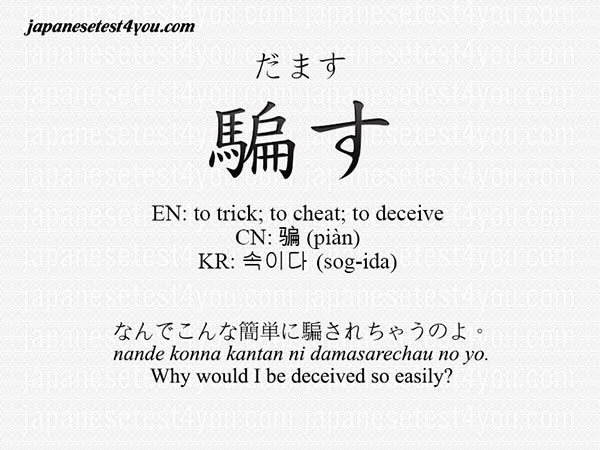 japanesetest4you.com
だます
騙す
EN: to trick; to cheat; to deceive
CN: 骗 (piàn)
KR: 속이다 (sog-ida)
なんでこんな簡単に騙されちゃうのよ。
nande konna kantan ni damasarechau no yo.
Why would I be deceived so easily?